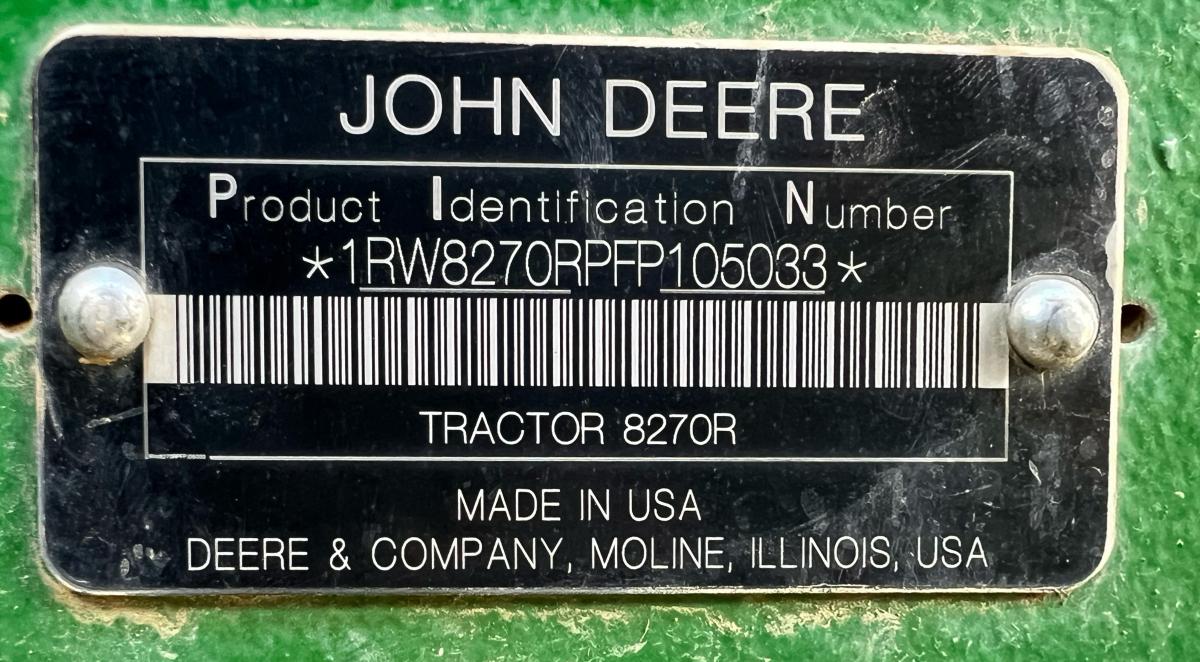 JOHN DEERE
Product Identification Number
*1RW8270RPFP105033*
TRACTOR 8270R
MADE IN USA
DEERE & COMPANY, MOLINE, ILLINOIS, USA